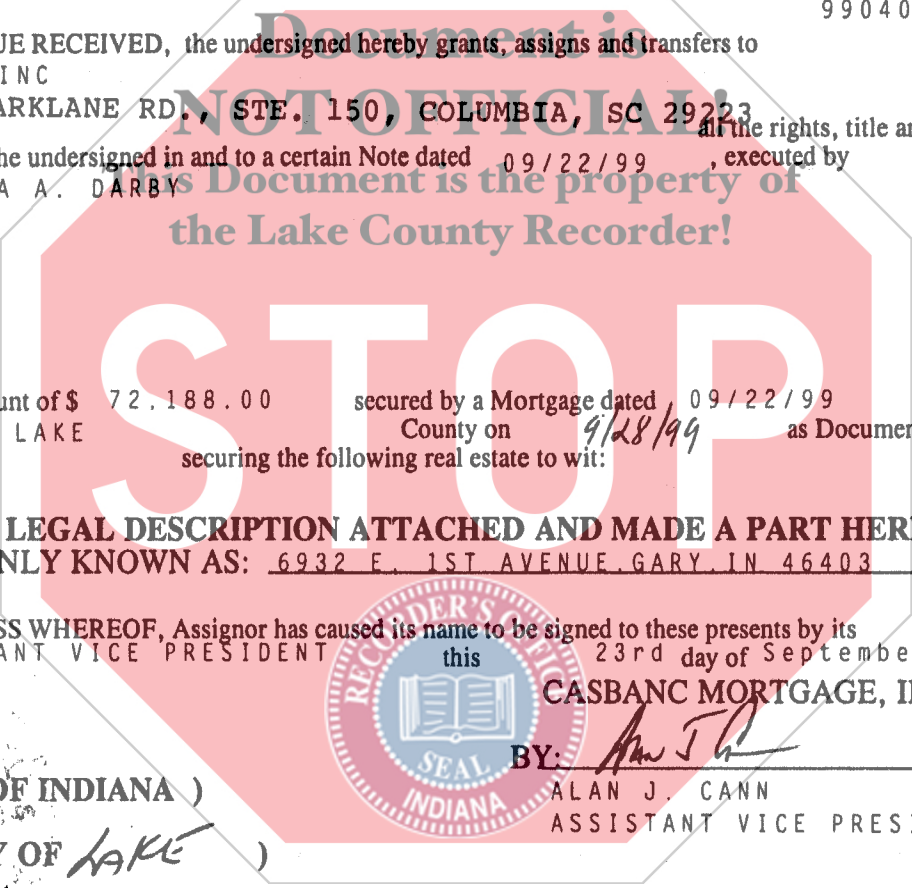 99040
Document is
UE RECEIVED, the undersigned hereby grants, assigns and transfers to
INC
NOT OFFICIAL!
ARKLANE RD., STE. 150, COLUMBIA, SC 29223
all the rights, title an
he undersigned in and to a certain Note dated 09/22/99 , executed by
This Document is the property of
A A. DARBY
the Lake County Recorder!
STOP
unt of $ 72,188.00 secured by a Mortgage dated 09/22/99
LAKE County on 9/28/99 as Documen
securing the following real estate to wit:
LEGAL DESCRIPTION ATTACHED AND MADE A PART HERE
NLY KNOWN AS: 6932 E. 1ST AVENUE, GARY, IN 46403
SS WHEREOF, Assignor has caused its name to be signed to these presents by its
ANT VICE PRESIDENT this 23rd day of Septembe
RECORDER'S OFFICE
SEAL
INDIANA
CASBANC MORTGAGE, I
BY:
OF INDIANA )
ALAN J. CANN
ASSISTANT VICE PRESI
Y OF LAKE )